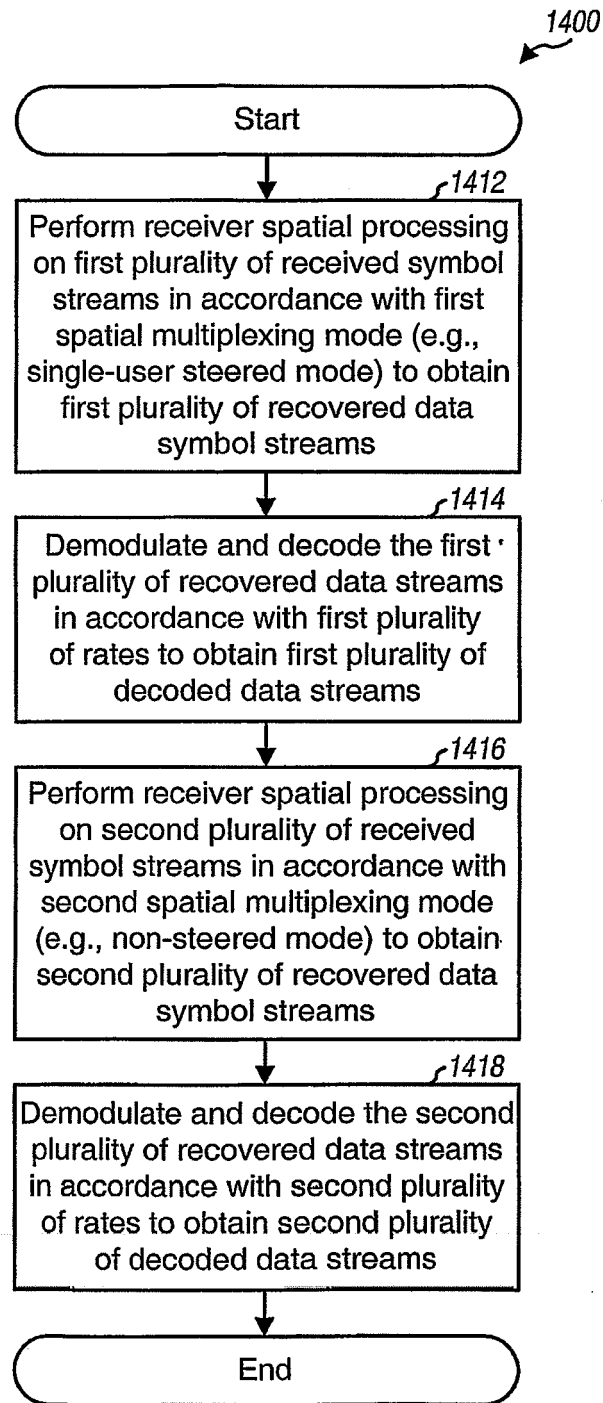 1400
Start
1412
Perform receiver spatial processing
on first plurality of received symbol
streams in accordance with first
spatial multiplexing mode (e.g.,
single-user steered mode) to obtain
first plurality of recovered data
symbol streams
1414
Demodulate and decode the first
plurality of recovered data streams
in accordance with first plurality
of rates to obtain first plurality of
decoded data streams
1416
Perform receiver spatial processing
on second plurality of received
symbol streams in accordance with
second spatial multiplexing mode
(e.g., non-steered mode) to obtain
second plurality of recovered data
symbol streams
1418
Demodulate and decode the second
plurality of recovered data streams
in accordance with second plurality
of rates to obtain second plurality
of decoded data streams
End